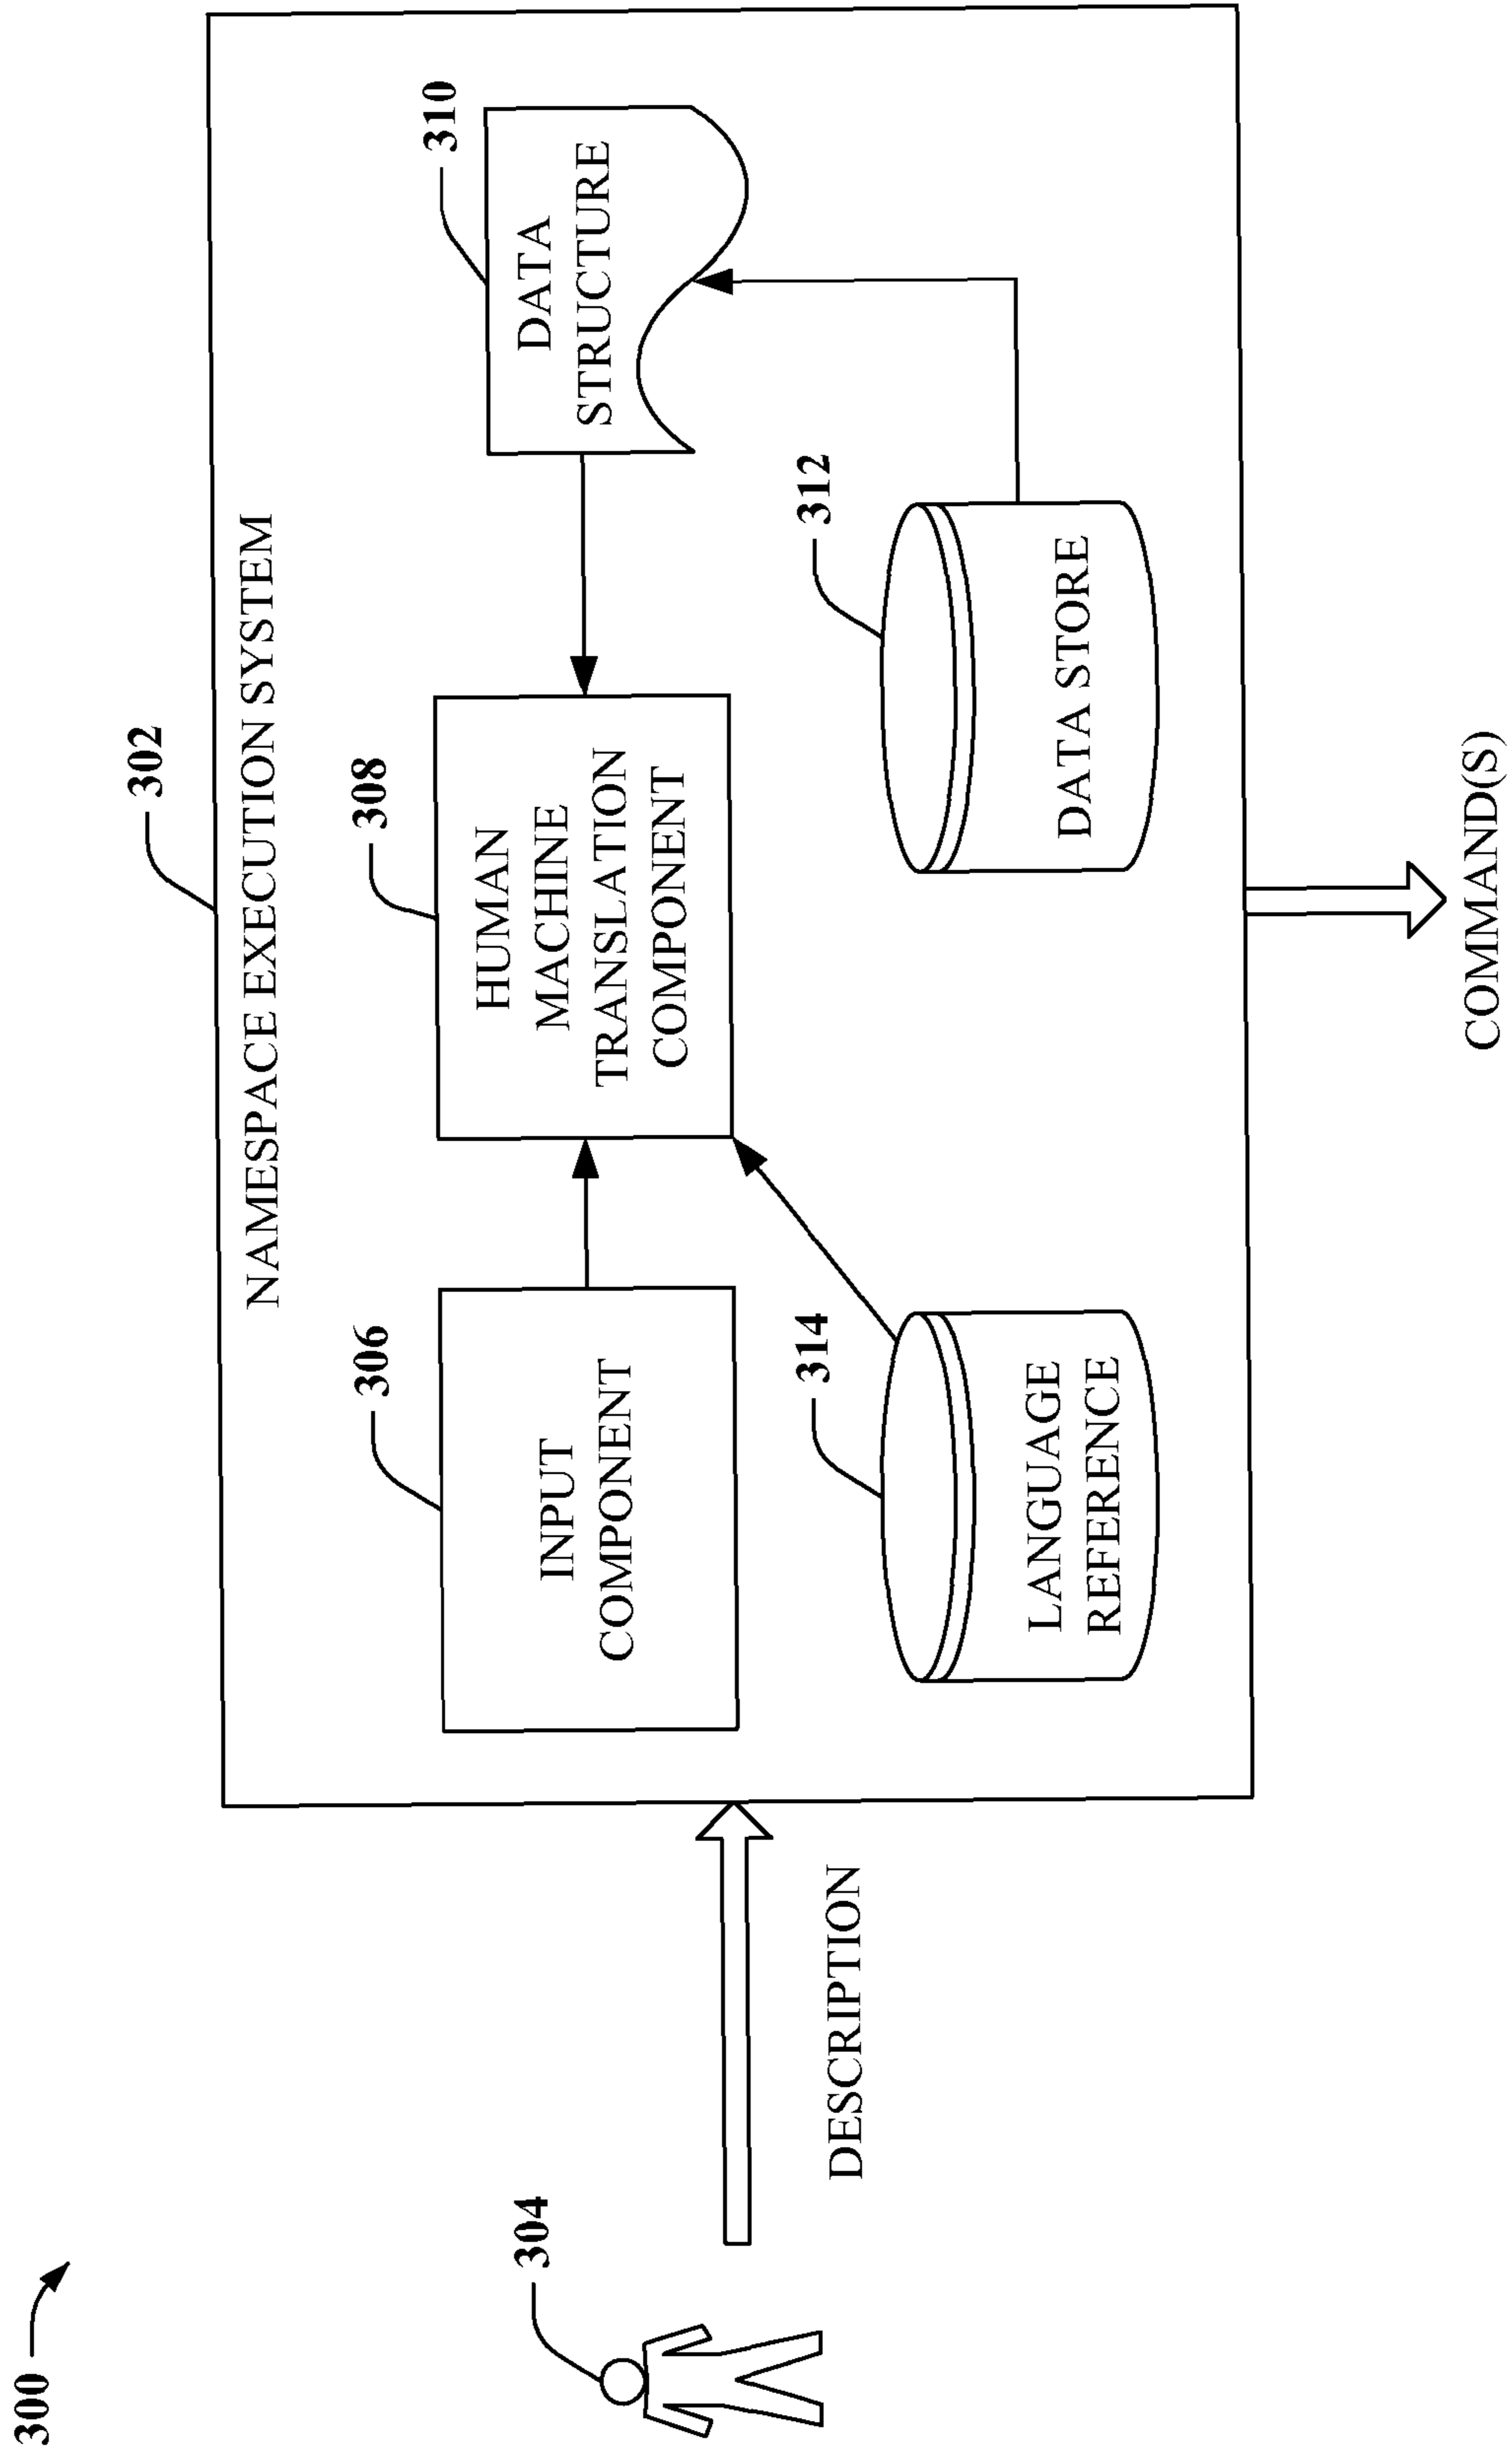 300
302
NAMESPACE EXECUTION SYSTEM
304
DESCRIPTION
306
INPUT
COMPONENT
308
HUMAN
MACHINE
TRANSLATION
COMPONENT
310
DATA
STRUCTURE
314
LANGUAGE
REFERENCE
312
DATA STORE
COMMAND(S)